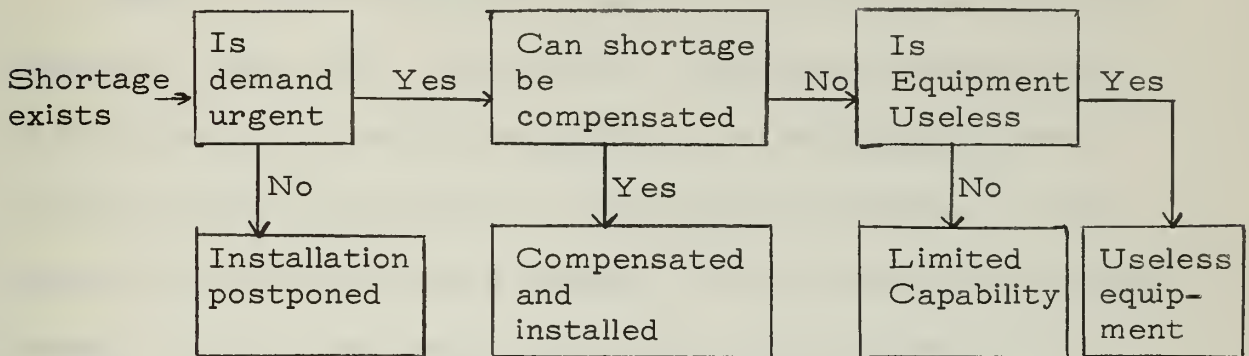 Shortage
exists
Is
demand
urgent
Yes
Can shortage
be
compensated
No
Is
Equipment
Useless
Yes
No
Yes
No
Installation
postponed
Compensated
and
installed
Limited
Capability
Useless
equip-
ment